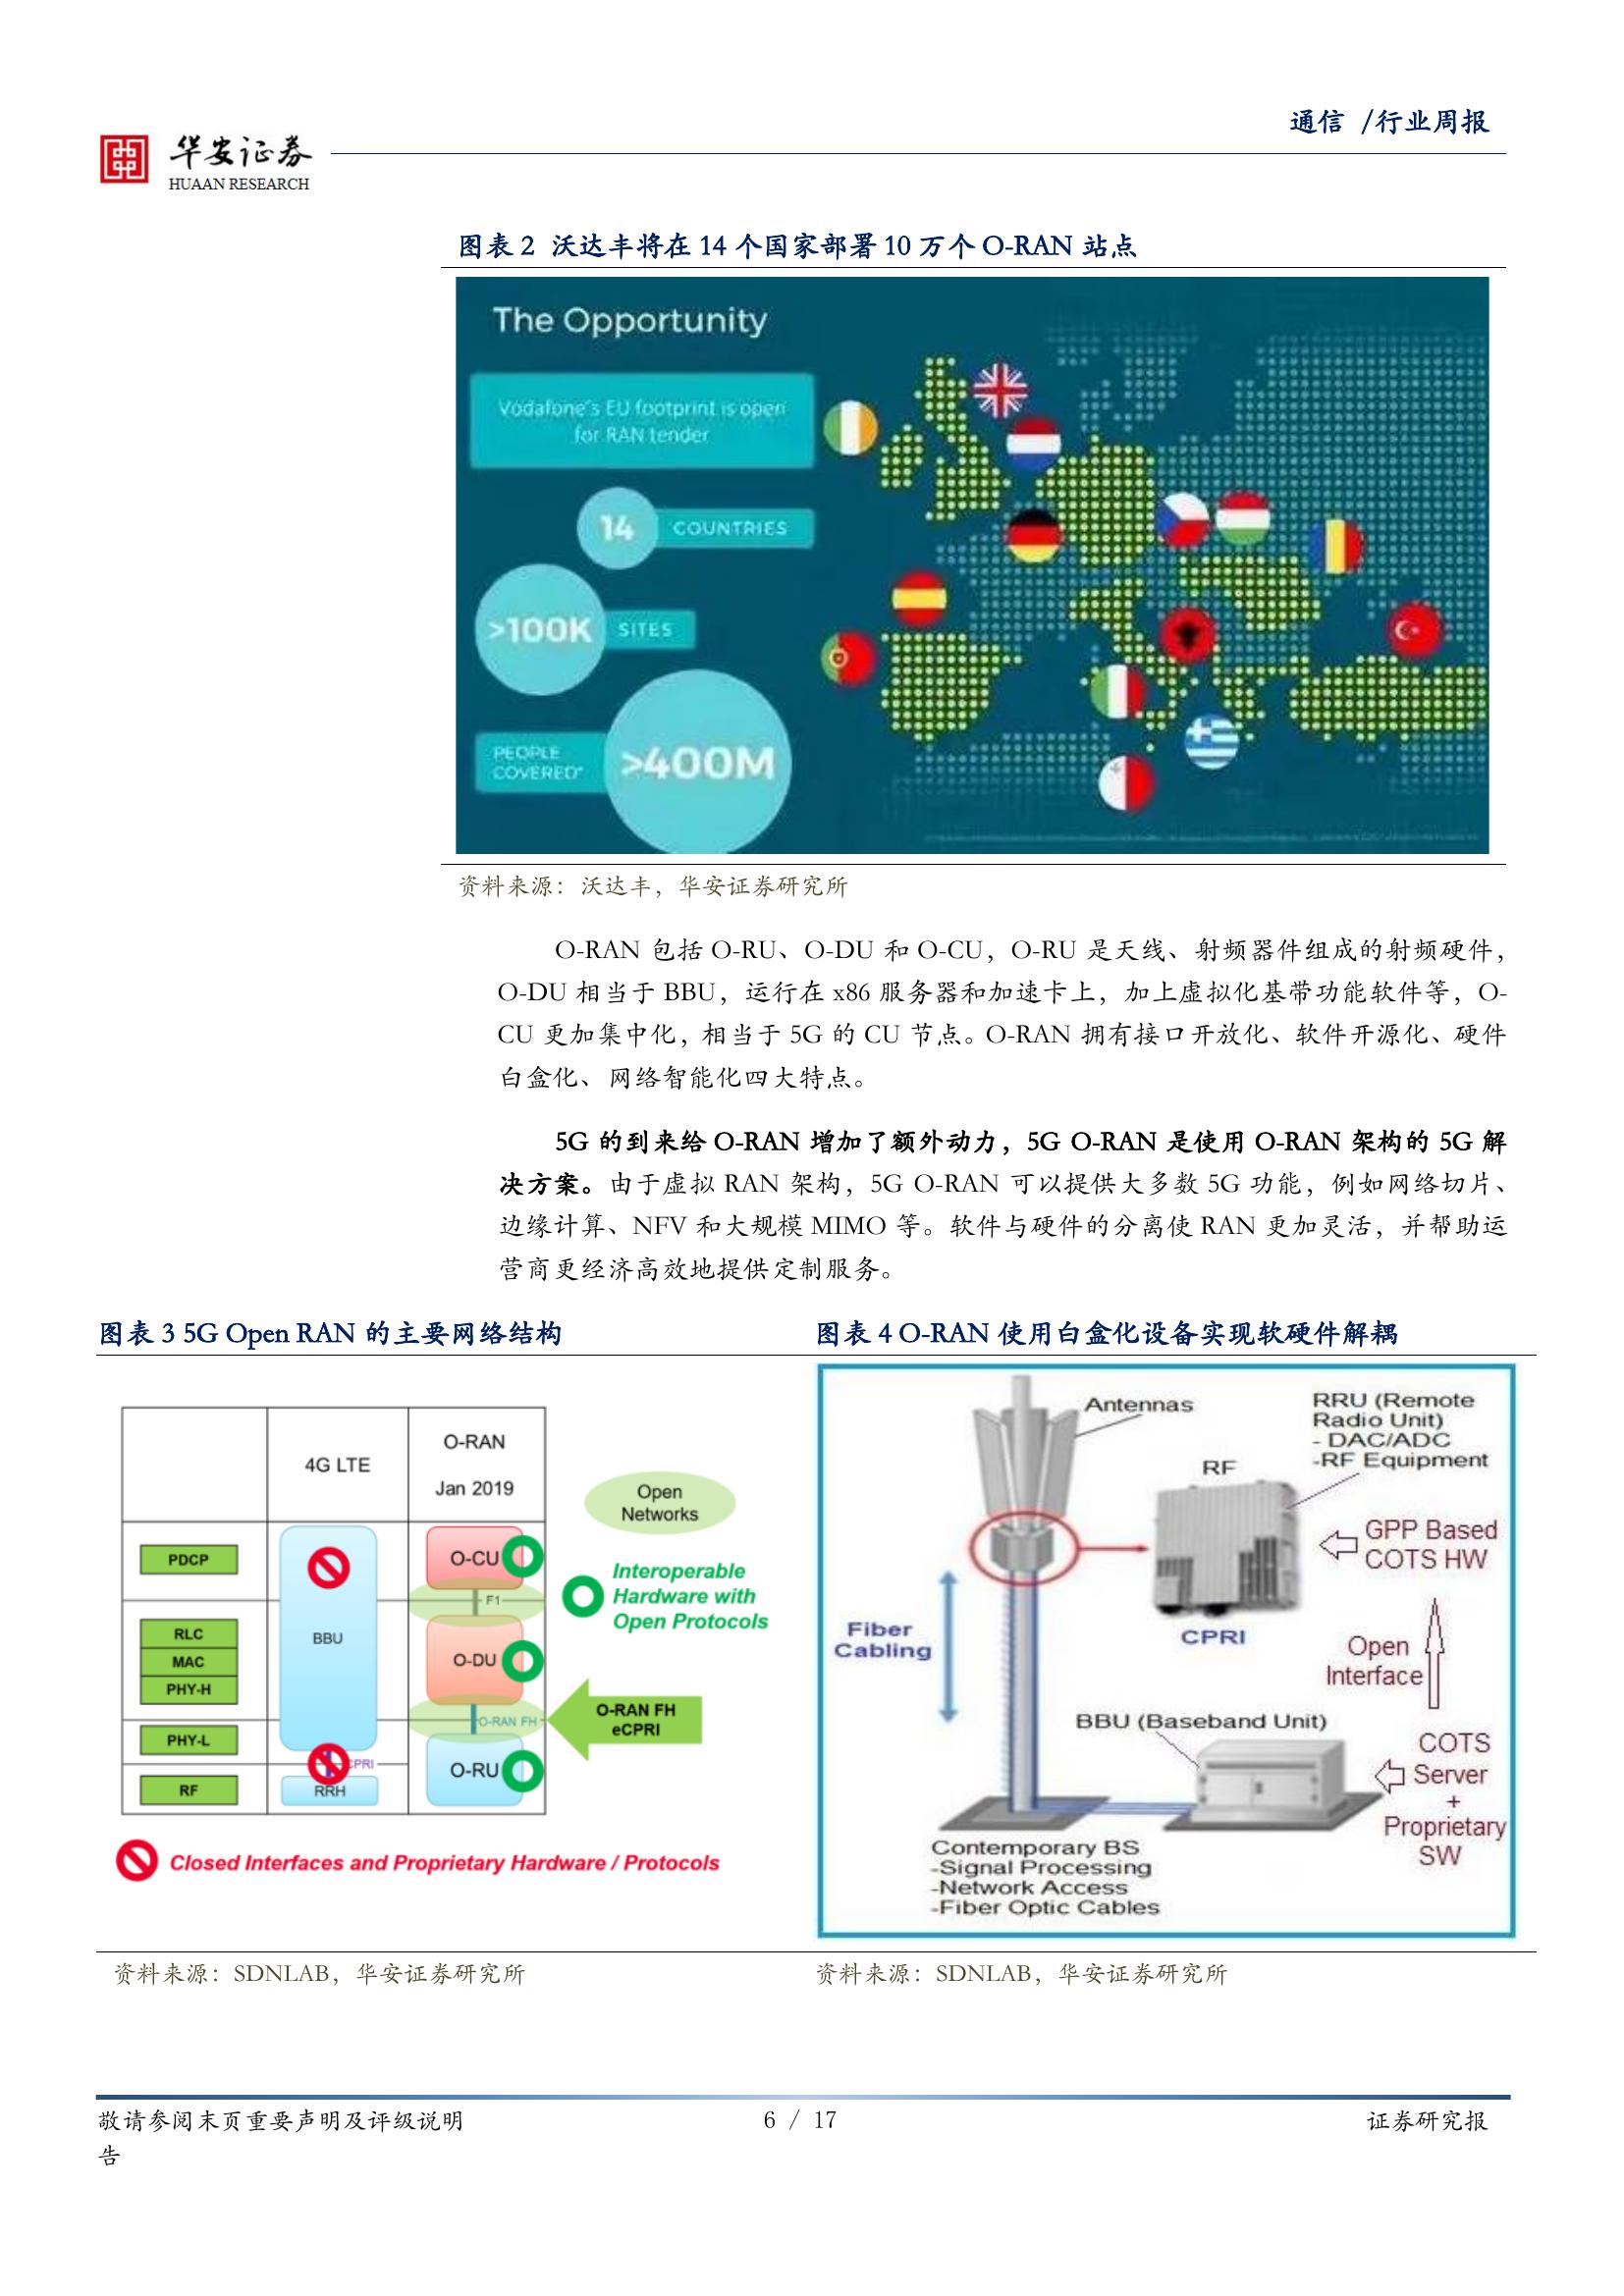 通信 /行业周报
华安证券
HUAAN RESEARCH
图表 2 沃达丰将在 14 个国家部署 10 万个 O-RAN 站点
The Opportunity
Vodafone's EU footprint is open
for RAN tender
14 COUNTRIES
>100K SITES
PEOPLE
COVERED*
>400M
资料来源：沃达丰，华安证券研究所
O-RAN 包括 O-RU、O-DU 和 O-CU，O-RU 是天线、射频器件组成的射频硬件，
O-DU 相当于 BBU，运行在 x86 服务器和加速卡上，加上虚拟化基带功能软件等，O-
CU 更加集中化，相当于 5G 的 CU 节点。O-RAN 拥有接口开放化、软件开源化、硬件
白盒化、网络智能化四大特点。
5G 的到来给 O-RAN 增加了额外动力，5G O-RAN 是使用 O-RAN 架构的 5G 解
决方案。由于虚拟 RAN 架构，5G O-RAN 可以提供大多数 5G 功能，例如网络切片、
边缘计算、NFV 和大规模 MIMO 等。软件与硬件的分离使 RAN 更加灵活，并帮助运
营商更经济高效地提供定制服务。
图表 3 5G Open RAN 的主要网络结构
4G LTE
O-RAN
Jan 2019
PDCP
RLC
MAC
PHY-H
PHY-L
RF
BBU
CPRI
RRH
O-CU
F1
O-DU
O-RAN FH
O-RU
Open
Networks
Interoperable
Hardware with
Open Protocols
O-RAN FH
eCPRI
Closed Interfaces and Proprietary Hardware / Protocols
资料来源：SDNLAB，华安证券研究所
图表 4 O-RAN 使用白盒化设备实现软硬件解耦
Antennas
RRU (Remote
Radio Unit)
- DAC/ADC
-RF Equipment
RF
GPP Based
COTS HW
CPRI
Fiber
Cabling
Open
Interface
BBU (Baseband Unit)
COTS
Server
+
Proprietary
SW
Contemporary BS
-Signal Processing
-Network Access
-Fiber Optic Cables
资料来源：SDNLAB，华安证券研究所
敬请参阅末页重要声明及评级说明
6 / 17
证券研究报
告